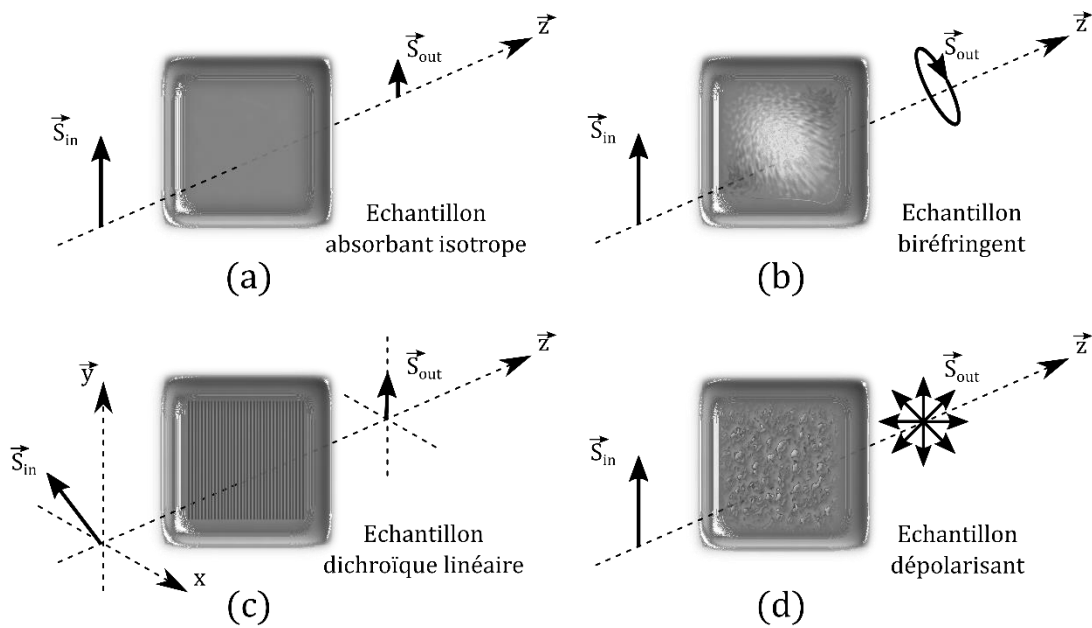 S in
S out
z
Echantillon
absorbant isotrope
(a)
S in
S out
z
Echantillon
biréfringent
(b)
y
S in
x
S out
z
Echantillon
dichroïque linéaire
(c)
S in
S out
z
Echantillon
dépolarisant
(d)